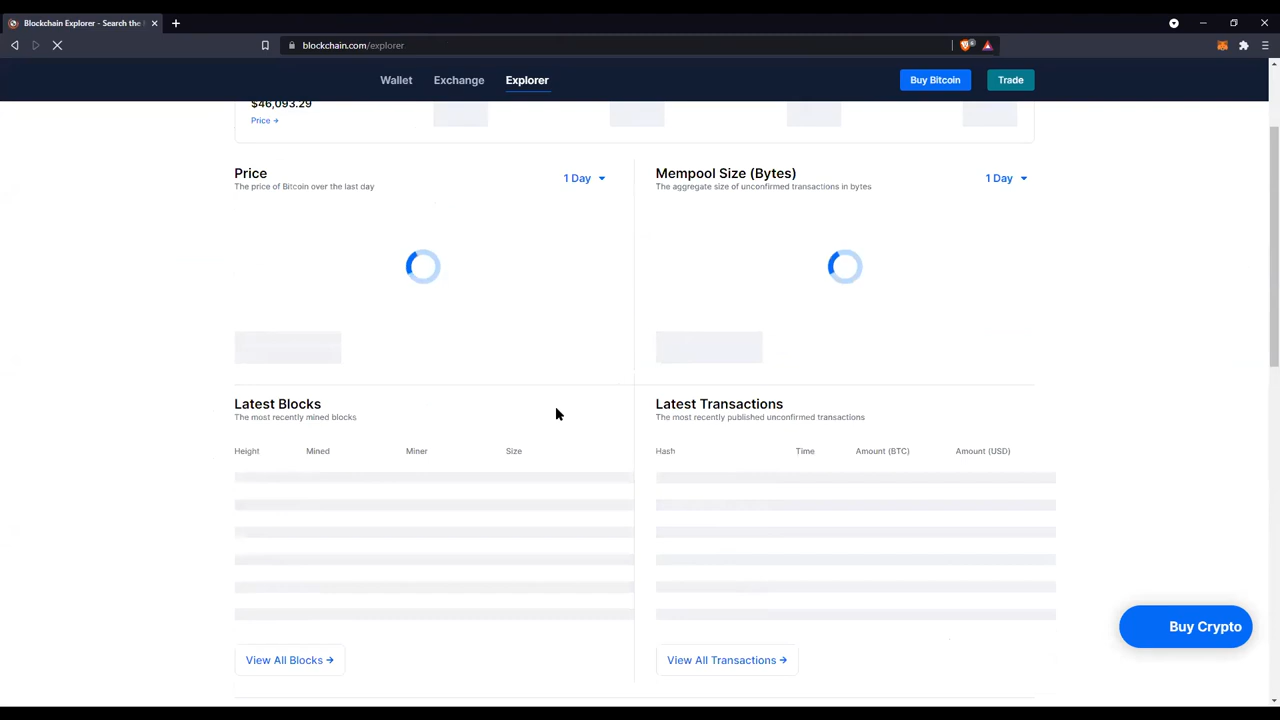 Blockchain Explorer - Search the
blockchain.com/explorer
Wallet Exchange Explorer Buy Bitcoin Trade
$46,093.29
Price →
Price 1 Day
The price of Bitcoin over the last day
Mempool Size (Bytes) 1 Day
The aggregate size of unconfirmed transactions in bytes
Latest Blocks
The most recently mined blocks
Height Mined Miner Size
View All Blocks →
Latest Transactions
The most recently published unconfirmed transactions
Hash Time Amount (BTC) Amount (USD)
View All Transactions →
Buy Crypto